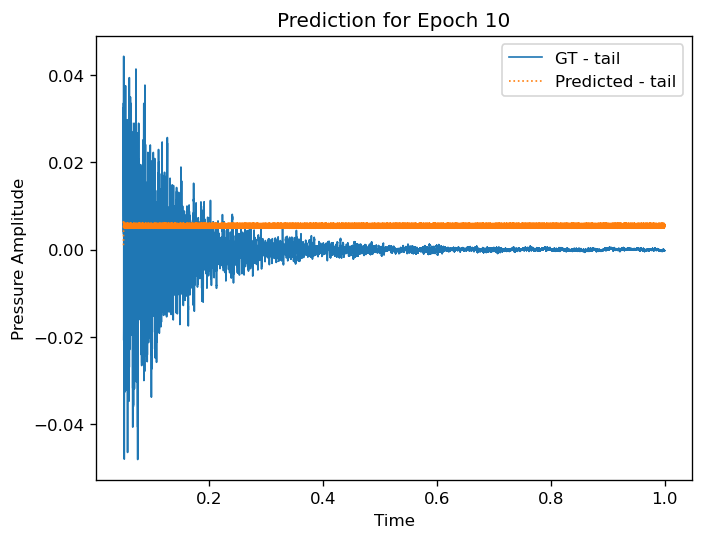 Prediction for Epoch 10
GT - tail
Predicted - tail
Pressure Amplitude
0.04
0.02
0.00
−0.02
−0.04
0.2
0.4
0.6
0.8
1.0
Time